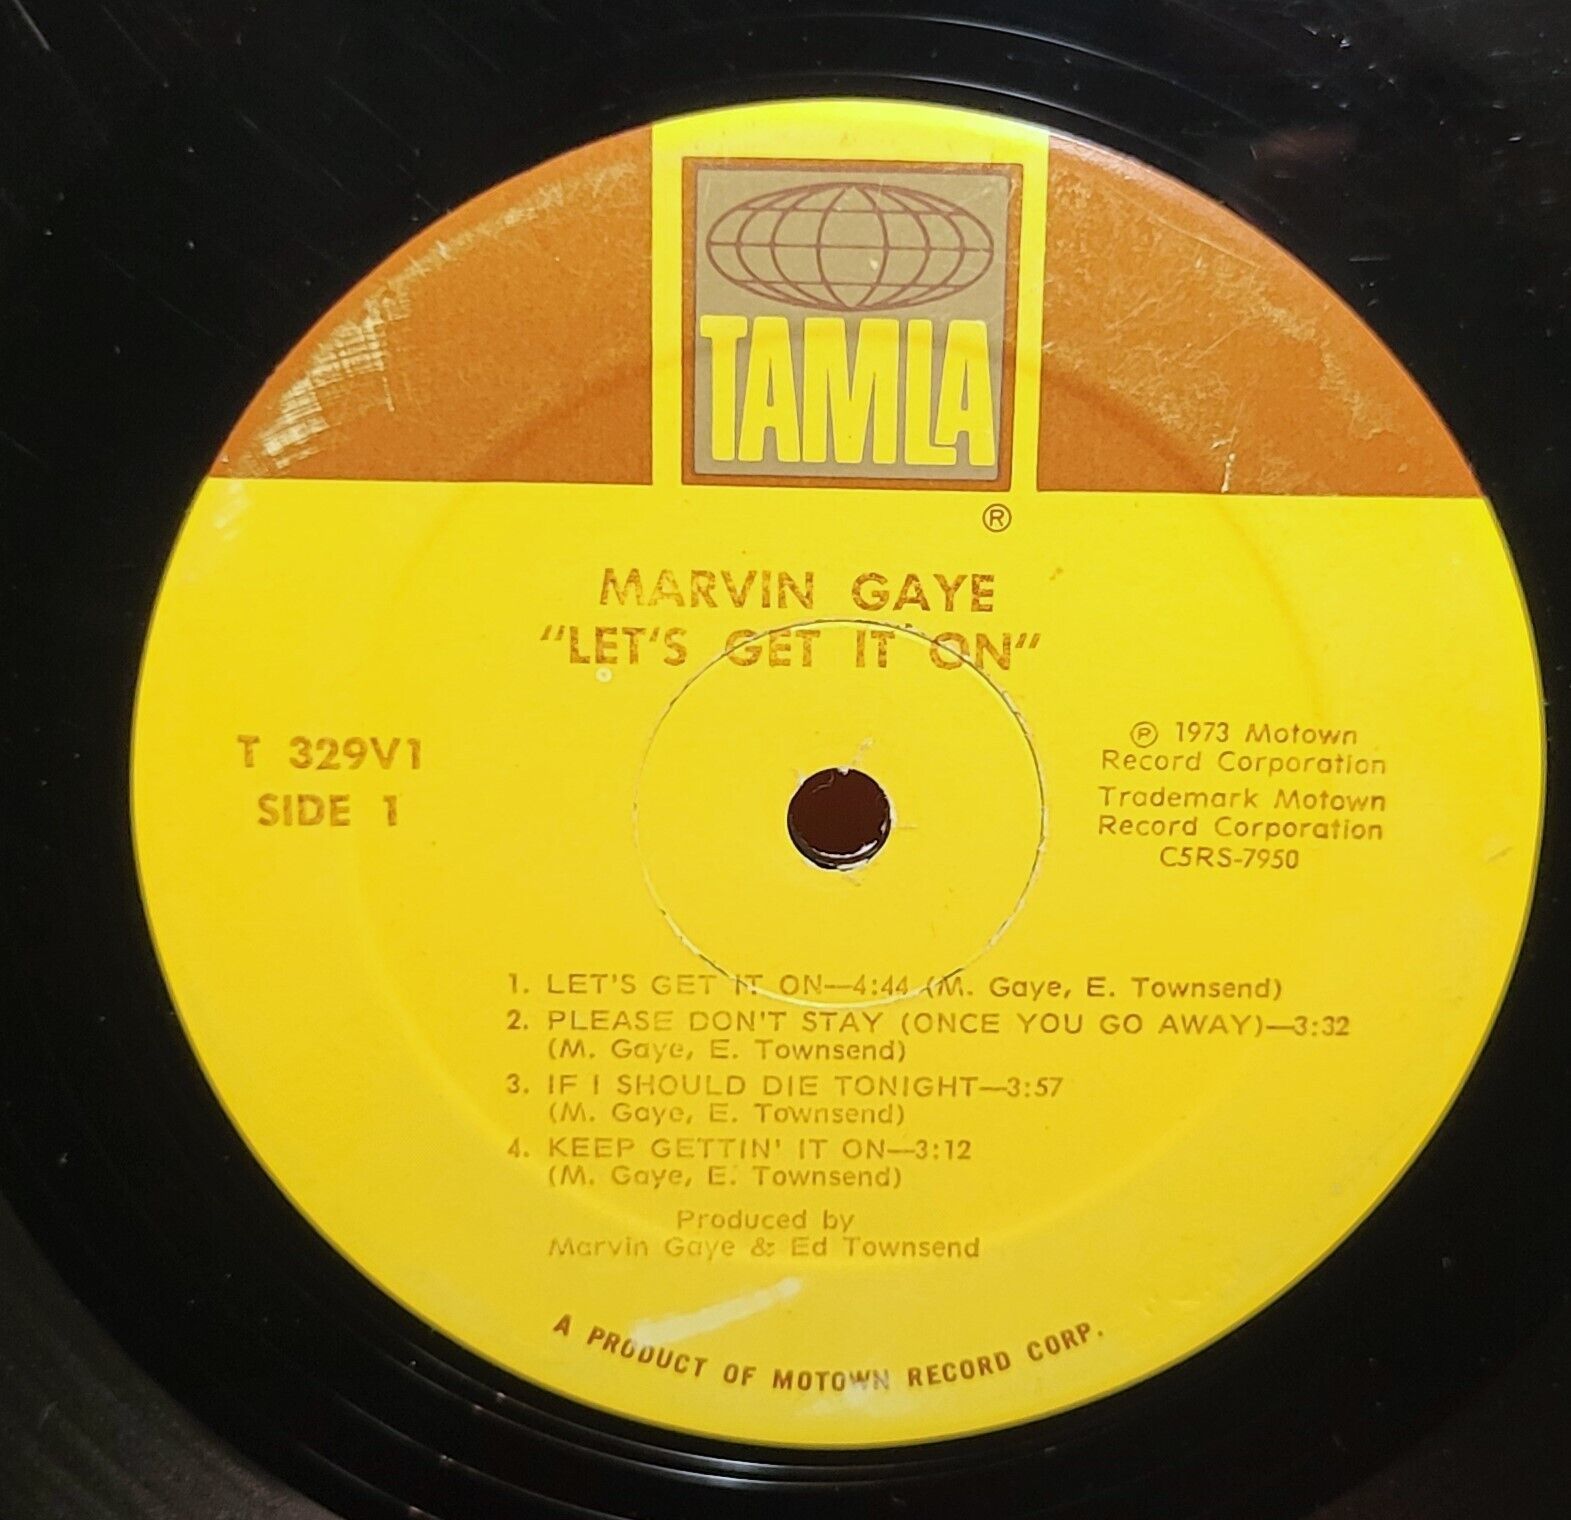 TAMLA
®
MARVIN GAYE
"LET'S GET IT ON"
T 329V1
SIDE 1
℗ 1973 Motown
Record Corporation
Trademark Motown
Record Corporation
C5RS-7950
1. LET'S GET IT ON—4:44 (M. Gaye, E. Townsend)
2. PLEASE DON'T STAY (ONCE YOU GO AWAY)—3:32
(M. Gaye, E. Townsend)
3. IF I SHOULD DIE TONIGHT—3:57
(M. Gaye, E. Townsend)
4. KEEP GETTIN' IT ON—3:12
(M. Gaye, E. Townsend)
Produced by
Marvin Gaye & Ed Townsend
A PRODUCT OF MOTOWN RECORD CORP.